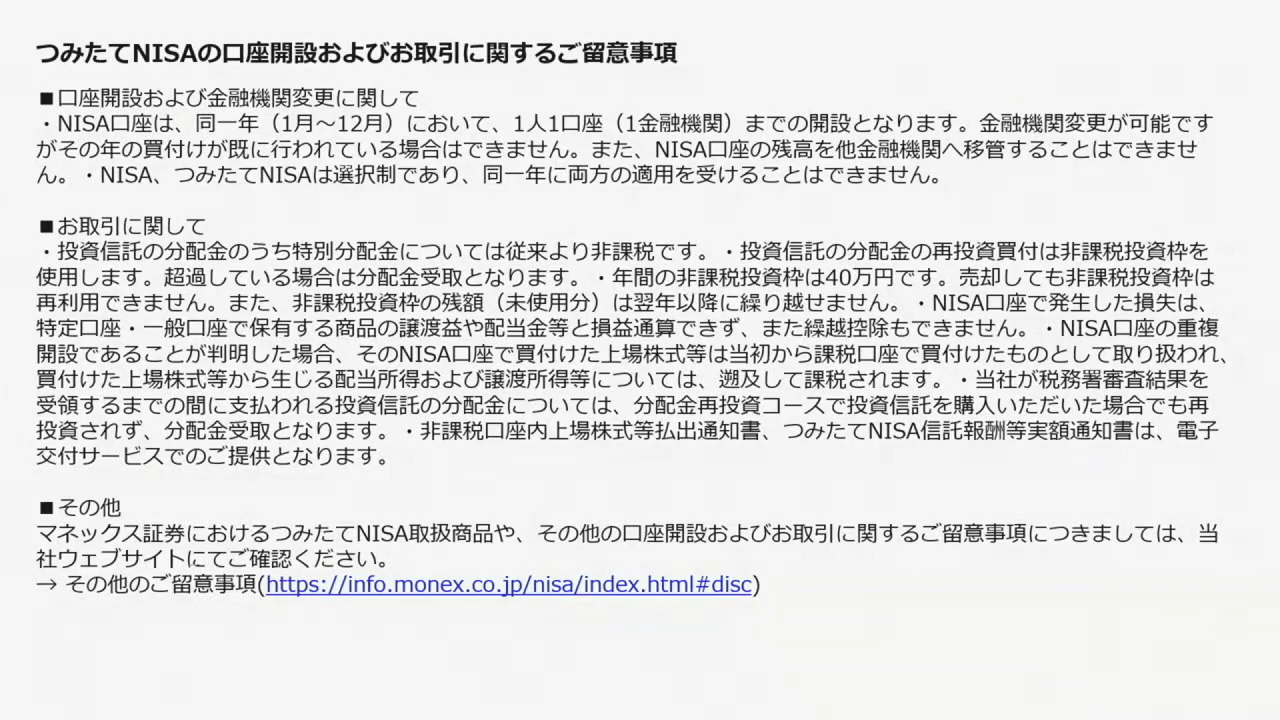 つみたてNISAの口座開設およびお取引に関するご留意事項
■口座開設および金融機関変更に関して
・NISA口座は、同一年（1月～12月）において、1人1口座（1金融機関）までの開設となります。金融機関変更が可能です
がその年の買付けが既に行われている場合はできません。また、NISA口座の残高を他金融機関へ移管することはできませ
ん。・NISA、つみたてNISAは選択制であり、同一年に両方の適用を受けることはできません。
■お取引に関して
・投資信託の分配金のうち特別分配金については従来より非課税です。・投資信託の分配金の再投資買付は非課税投資枠を
使用します。超過している場合は分配金受取となります。・年間の非課税投資枠は40万円です。売却しても非課税投資枠は
再利用できません。また、非課税投資枠の残額（未使用分）は翌年以降に繰り越せません。・NISA口座で発生した損失は、
特定口座・一般口座で保有する商品の譲渡益や配当金等と損益通算できず、また繰越控除もできません。・NISA口座の重複
開設であることが判明した場合、そのNISA口座で買付けた上場株式等は当初から課税口座で買付けたものとして取り扱われ、
買付けた上場株式等から生じる配当所得および譲渡所得等については、遡及して課税されます。・当社が税務署審査結果を
受領するまでの間に支払われる投資信託の分配金については、分配金再投資コースで投資信託を購入いただいた場合でも再
投資されず、分配金受取となります。・非課税口座内上場株式等払出通知書、つみたてNISA信託報酬等実額通知書は、電子
交付サービスでのご提供となります。
■その他
マネックス証券におけるつみたてNISA取扱商品や、その他の口座開設およびお取引に関するご留意事項につきましては、当
社ウェブサイトにてご確認ください。
→ その他のご留意事項(https://info.monex.co.jp/nisa/index.html#disc)